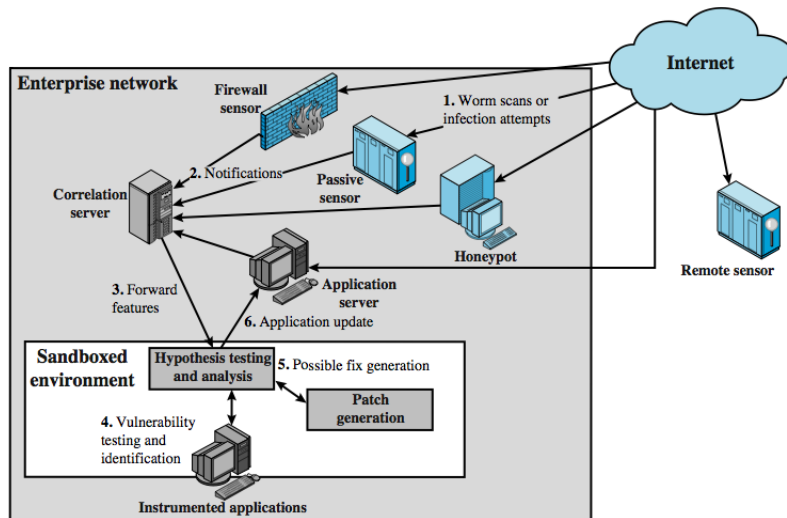 Enterprise network
Internet
Firewall
sensor
1. Worm scans or
infection attempts
2. Notifications
Correlation
server
Passive
sensor
Honeypot
Remote sensor
Application
server
3. Forward
features
6. Application update
Sandboxed
environment
Hypothesis testing
and analysis
5. Possible fix generation
Patch
generation
4. Vulnerability
testing and
identification
Instrumented applications